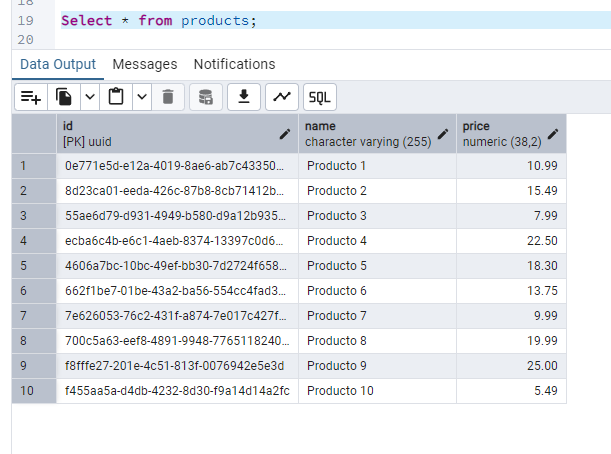 18
19 Select * from products;
20
Data Output Messages Notifications
SQL
id name price
[PK] uuid character varying (255) numeric (38,2)
1 0e771e5d-e12a-4019-8ae6-ab7c43350... Producto 1 10.99
2 8d23ca01-eeda-426c-87b8-8cb71412b... Producto 2 15.49
3 55ae6d79-d931-4949-b580-d9a12b935... Producto 3 7.99
4 ecba6c4b-e6c1-4aeb-8374-13397c0d6... Producto 4 22.50
5 4606a7bc-10bc-49ef-bb30-7d2724f658... Producto 5 18.30
6 662f1be7-01be-43a2-ba56-554cc4fad3... Producto 6 13.75
7 7e626053-76c2-431f-a874-7e017c427f... Producto 7 9.99
8 700c5a63-eef8-4891-9948-7765118240... Producto 8 19.99
9 f8fffe27-201e-4c51-813f-0076942e5e3d Producto 9 25.00
10 f455aa5a-d4db-4232-8d30-f9a14d14a2fc Producto 10 5.49